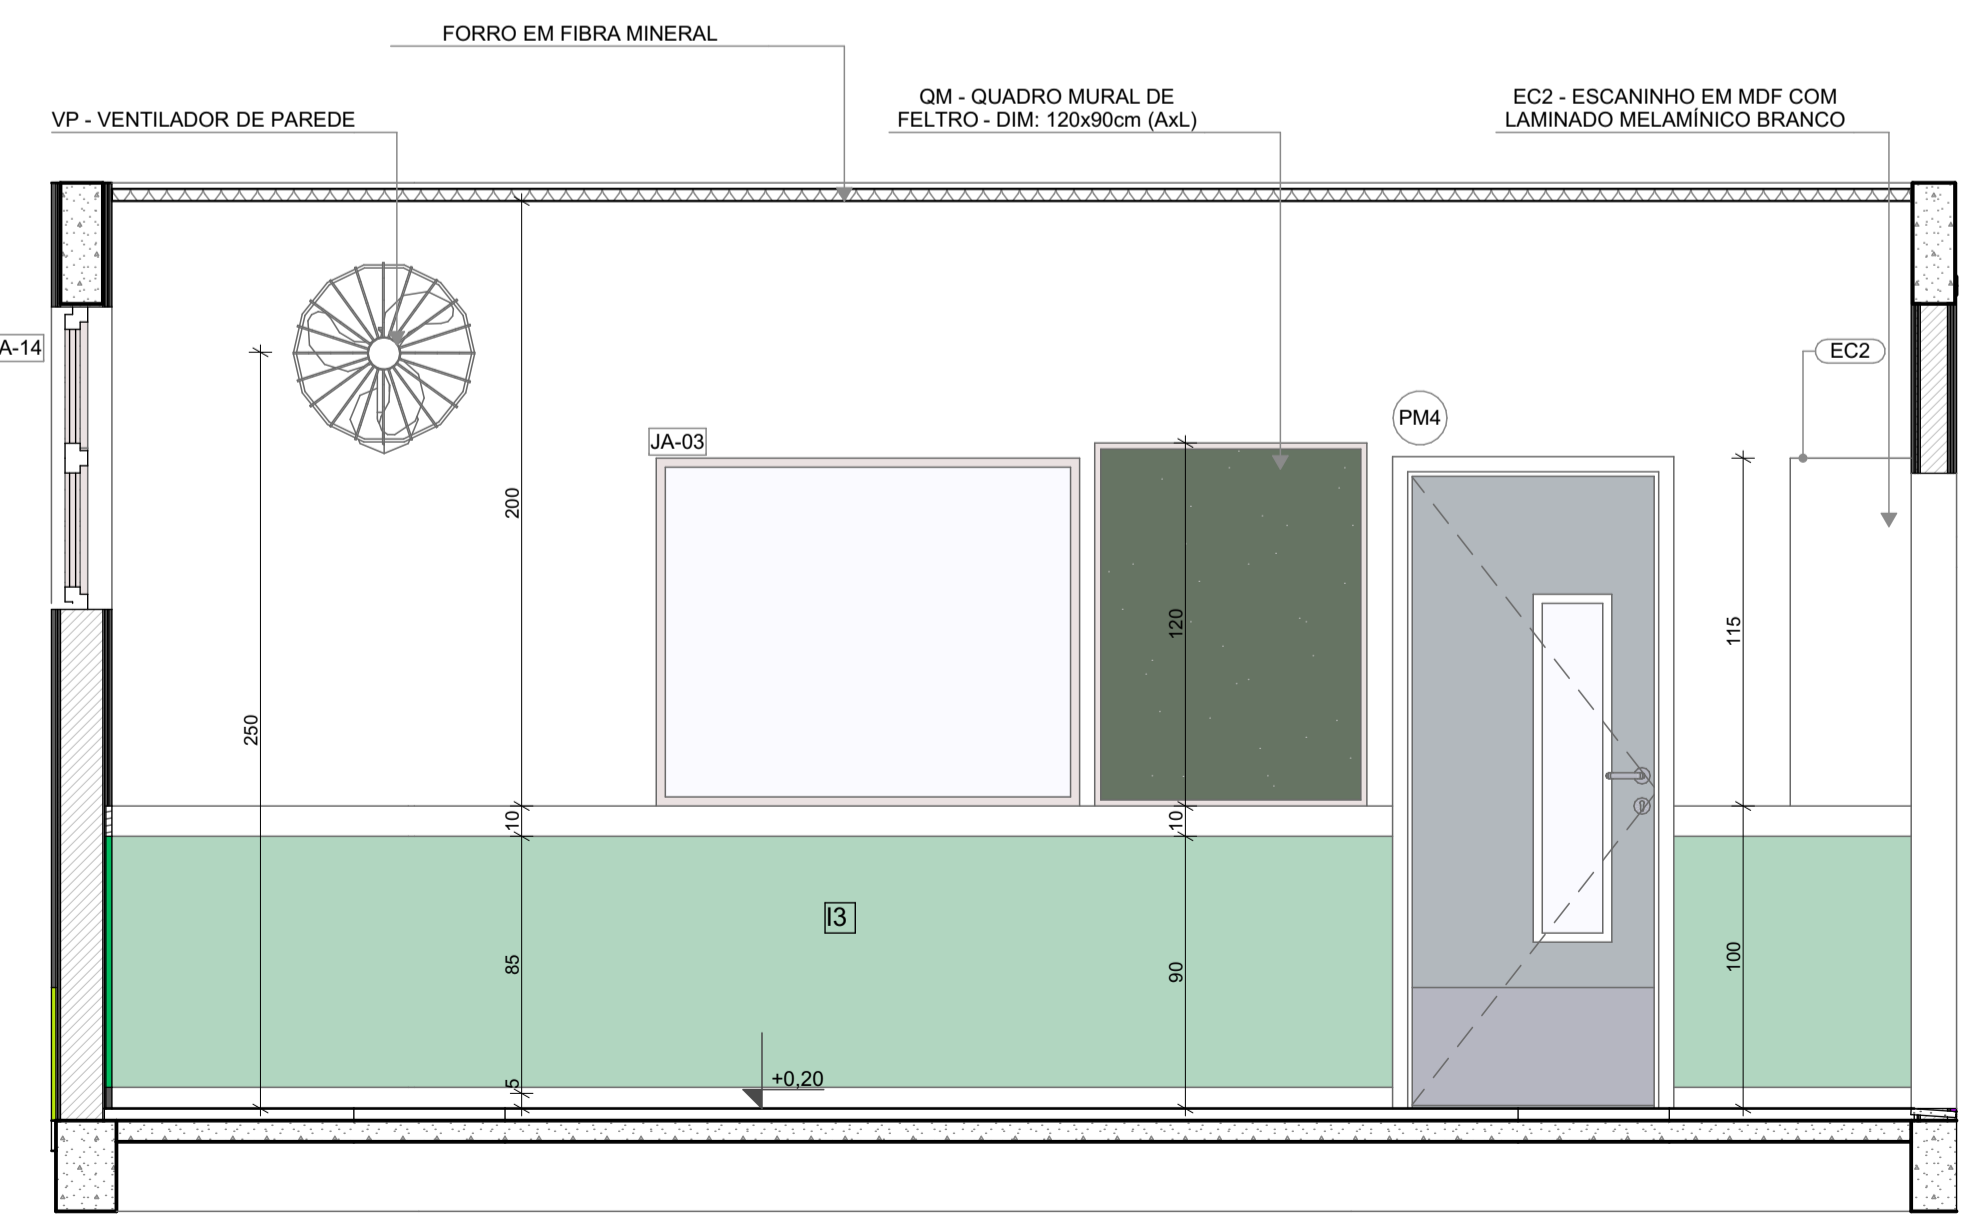 FORRO EM FIBRA MINERAL
VP - VENTILADOR DE PAREDE
QM - QUADRO MURAL DE
FELTRO - DIM: 120x90cm (AxL)
EC2 - ESCANINHO EM MDF COM
LAMINADO MELAMÍNICO BRANCO
A-14
EC2
PM4
JA-03
200
120
115
250
10
10
I3
85
90
100
5
+0,20